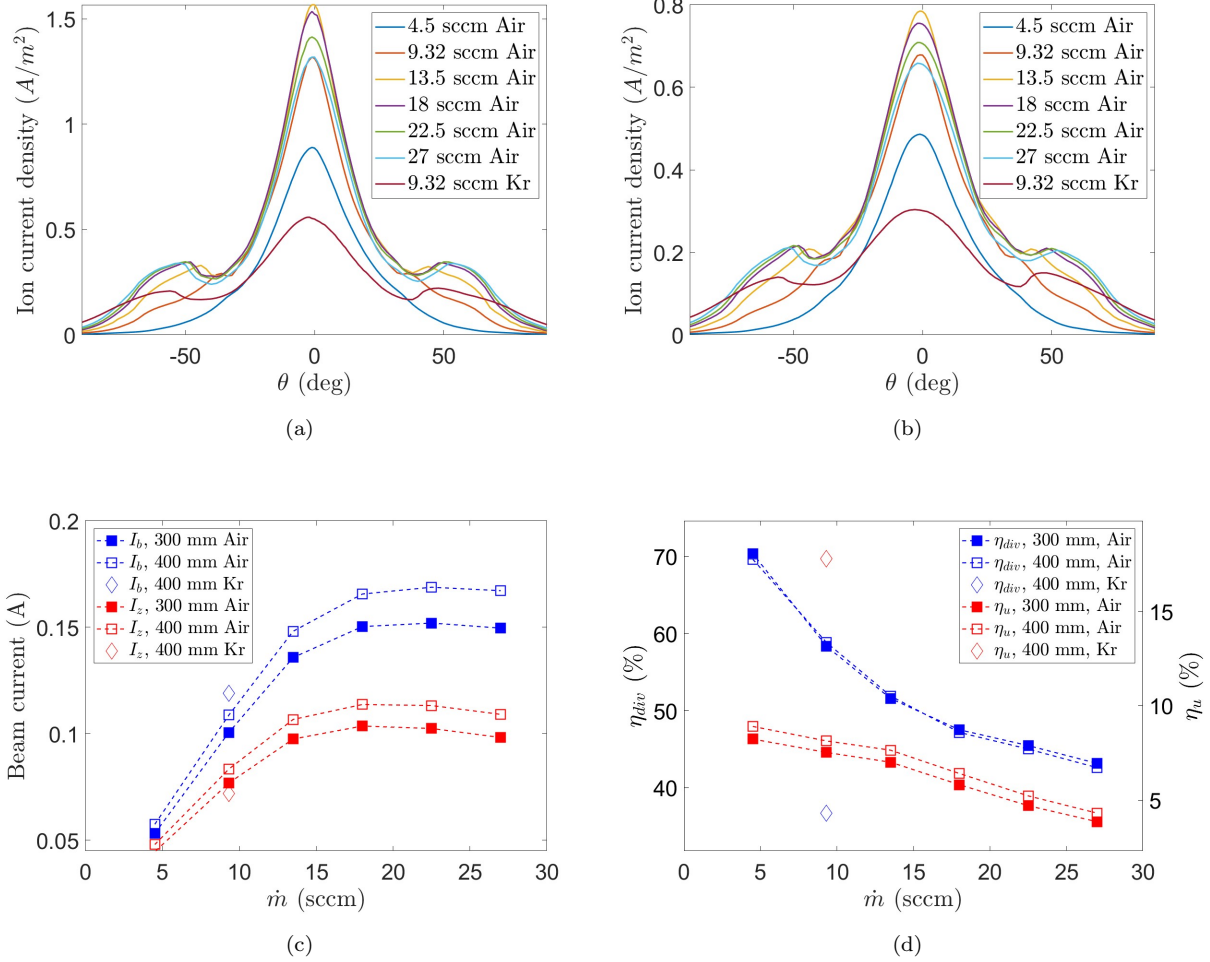 Ion current density (A/m²)
1.5
1
0.5
0
-50
0
50
θ (deg)
4.5 sccm Air
9.32 sccm Air
13.5 sccm Air
18 sccm Air
22.5 sccm Air
27 sccm Air
9.32 sccm Kr
(a)
Ion current density (A/m²)
0.8
0.6
0.4
0.2
0
-50
0
50
θ (deg)
4.5 sccm Air
9.32 sccm Air
13.5 sccm Air
18 sccm Air
22.5 sccm Air
27 sccm Air
9.32 sccm Kr
(b)
Beam current (A)
0.2
0.15
0.1
0.05
0 5 10 15 20 25 30
ṁ (sccm)
I_b, 300 mm Air
I_b, 400 mm Air
I_b, 400 mm Kr
I_z, 300 mm Air
I_z, 400 mm Air
I_z, 400 mm Kr
(c)
η_div (%)
70
60
50
40
0 5 10 15 20 25 30
ṁ (sccm)
η_div, 300 mm, Air
η_div, 400 mm, Air
η_div, 400 mm, Kr
η_u, 300 mm, Air
η_u, 400 mm, Air
η_u, 400 mm, Kr
15
10
5
η_u (%)
(d)